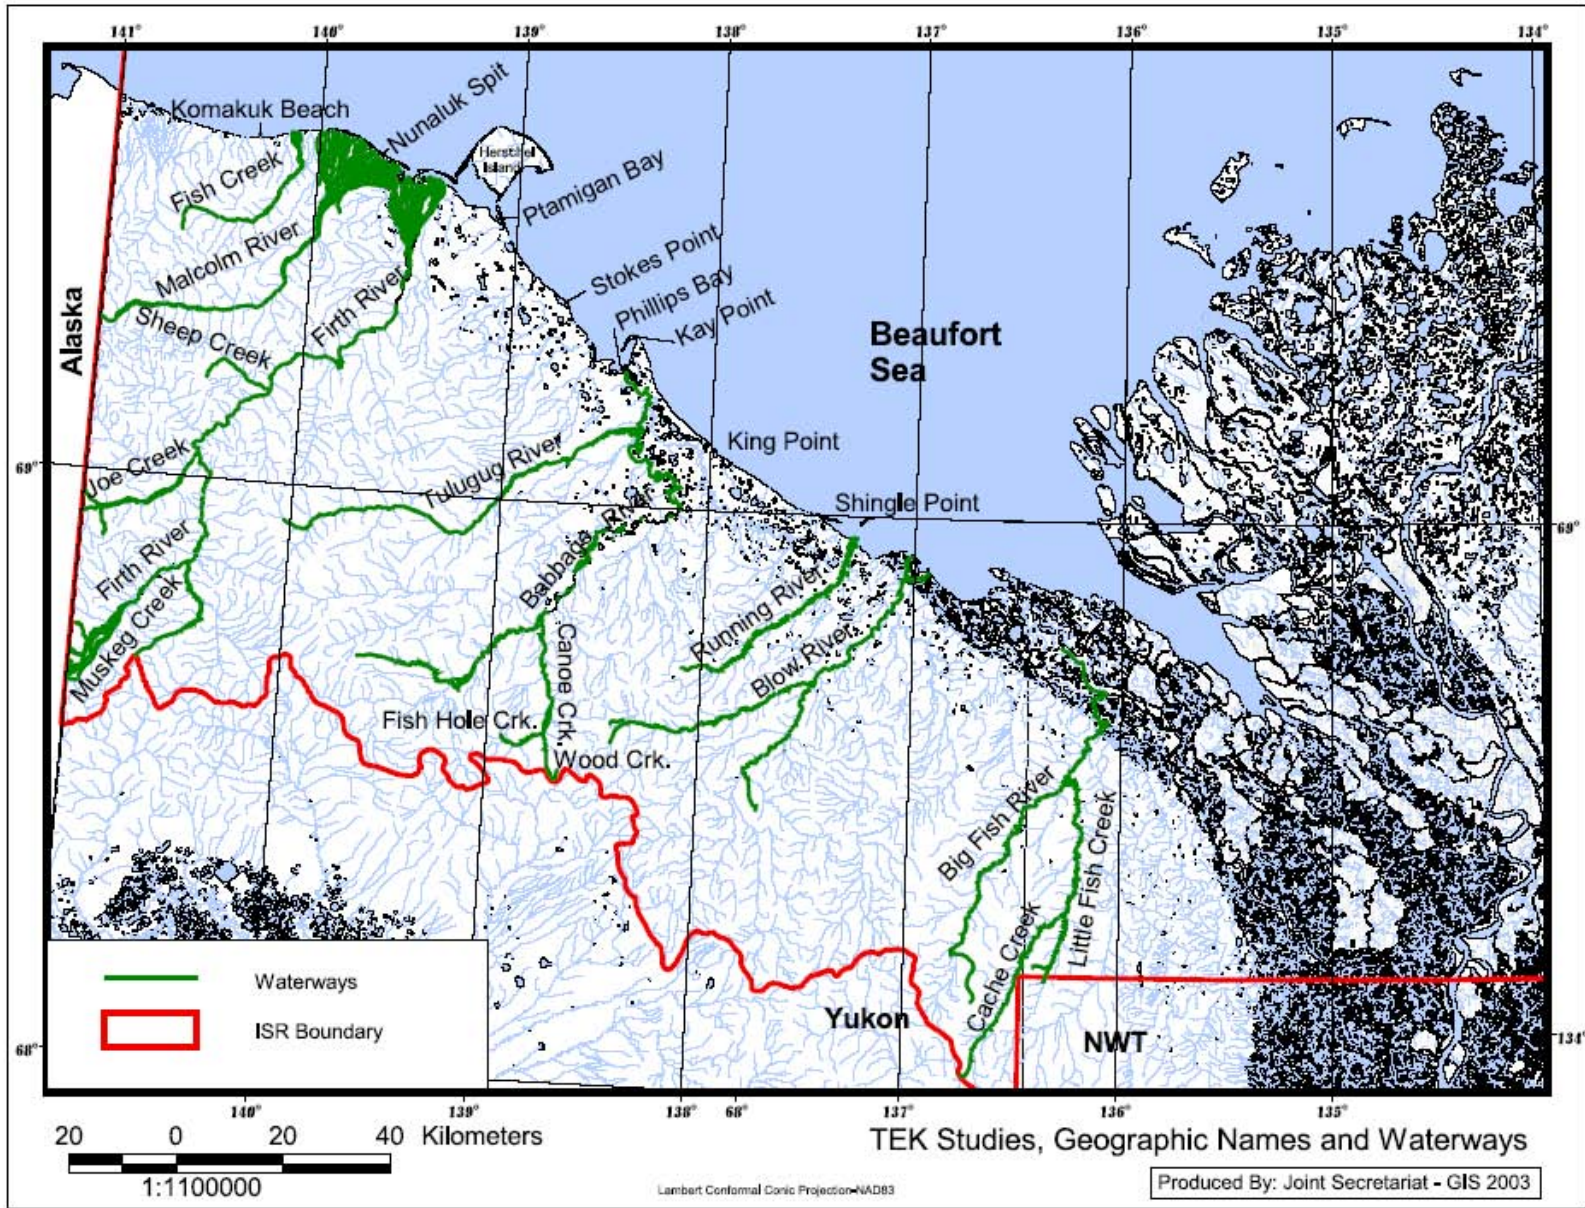 141° 140° 139° 138° 137° 136° 135° 134°
Komakuk Beach
Nunaluk Spit
Herschel
Island
Ptamigan Bay
Fish Creek
Malcolm River
Stokes Point
Phillips Bay
Kay Point
Firth River
Sheep Creek
Alaska
Beaufort
Sea
King Point
69°
Joe Creek
Tulugug River
Shingle Point
69°
Babbage River
Firth River
Muskeg Creek
Running River
Blow River
Canoe Crk.
Fish Hole Crk.
Wood Crk.
Big Fish River
Little Fish Creek
Cache Creek
Waterways
ISR Boundary
Yukon
NWT
68°
134°
140° 139° 138° 68° 137° 136° 135°
20 0 20 40 Kilometers
1:1100000
TEK Studies, Geographic Names and Waterways
Lambert Conformal Conic Projection-NAD83
Produced By: Joint Secretariat - GIS 2003